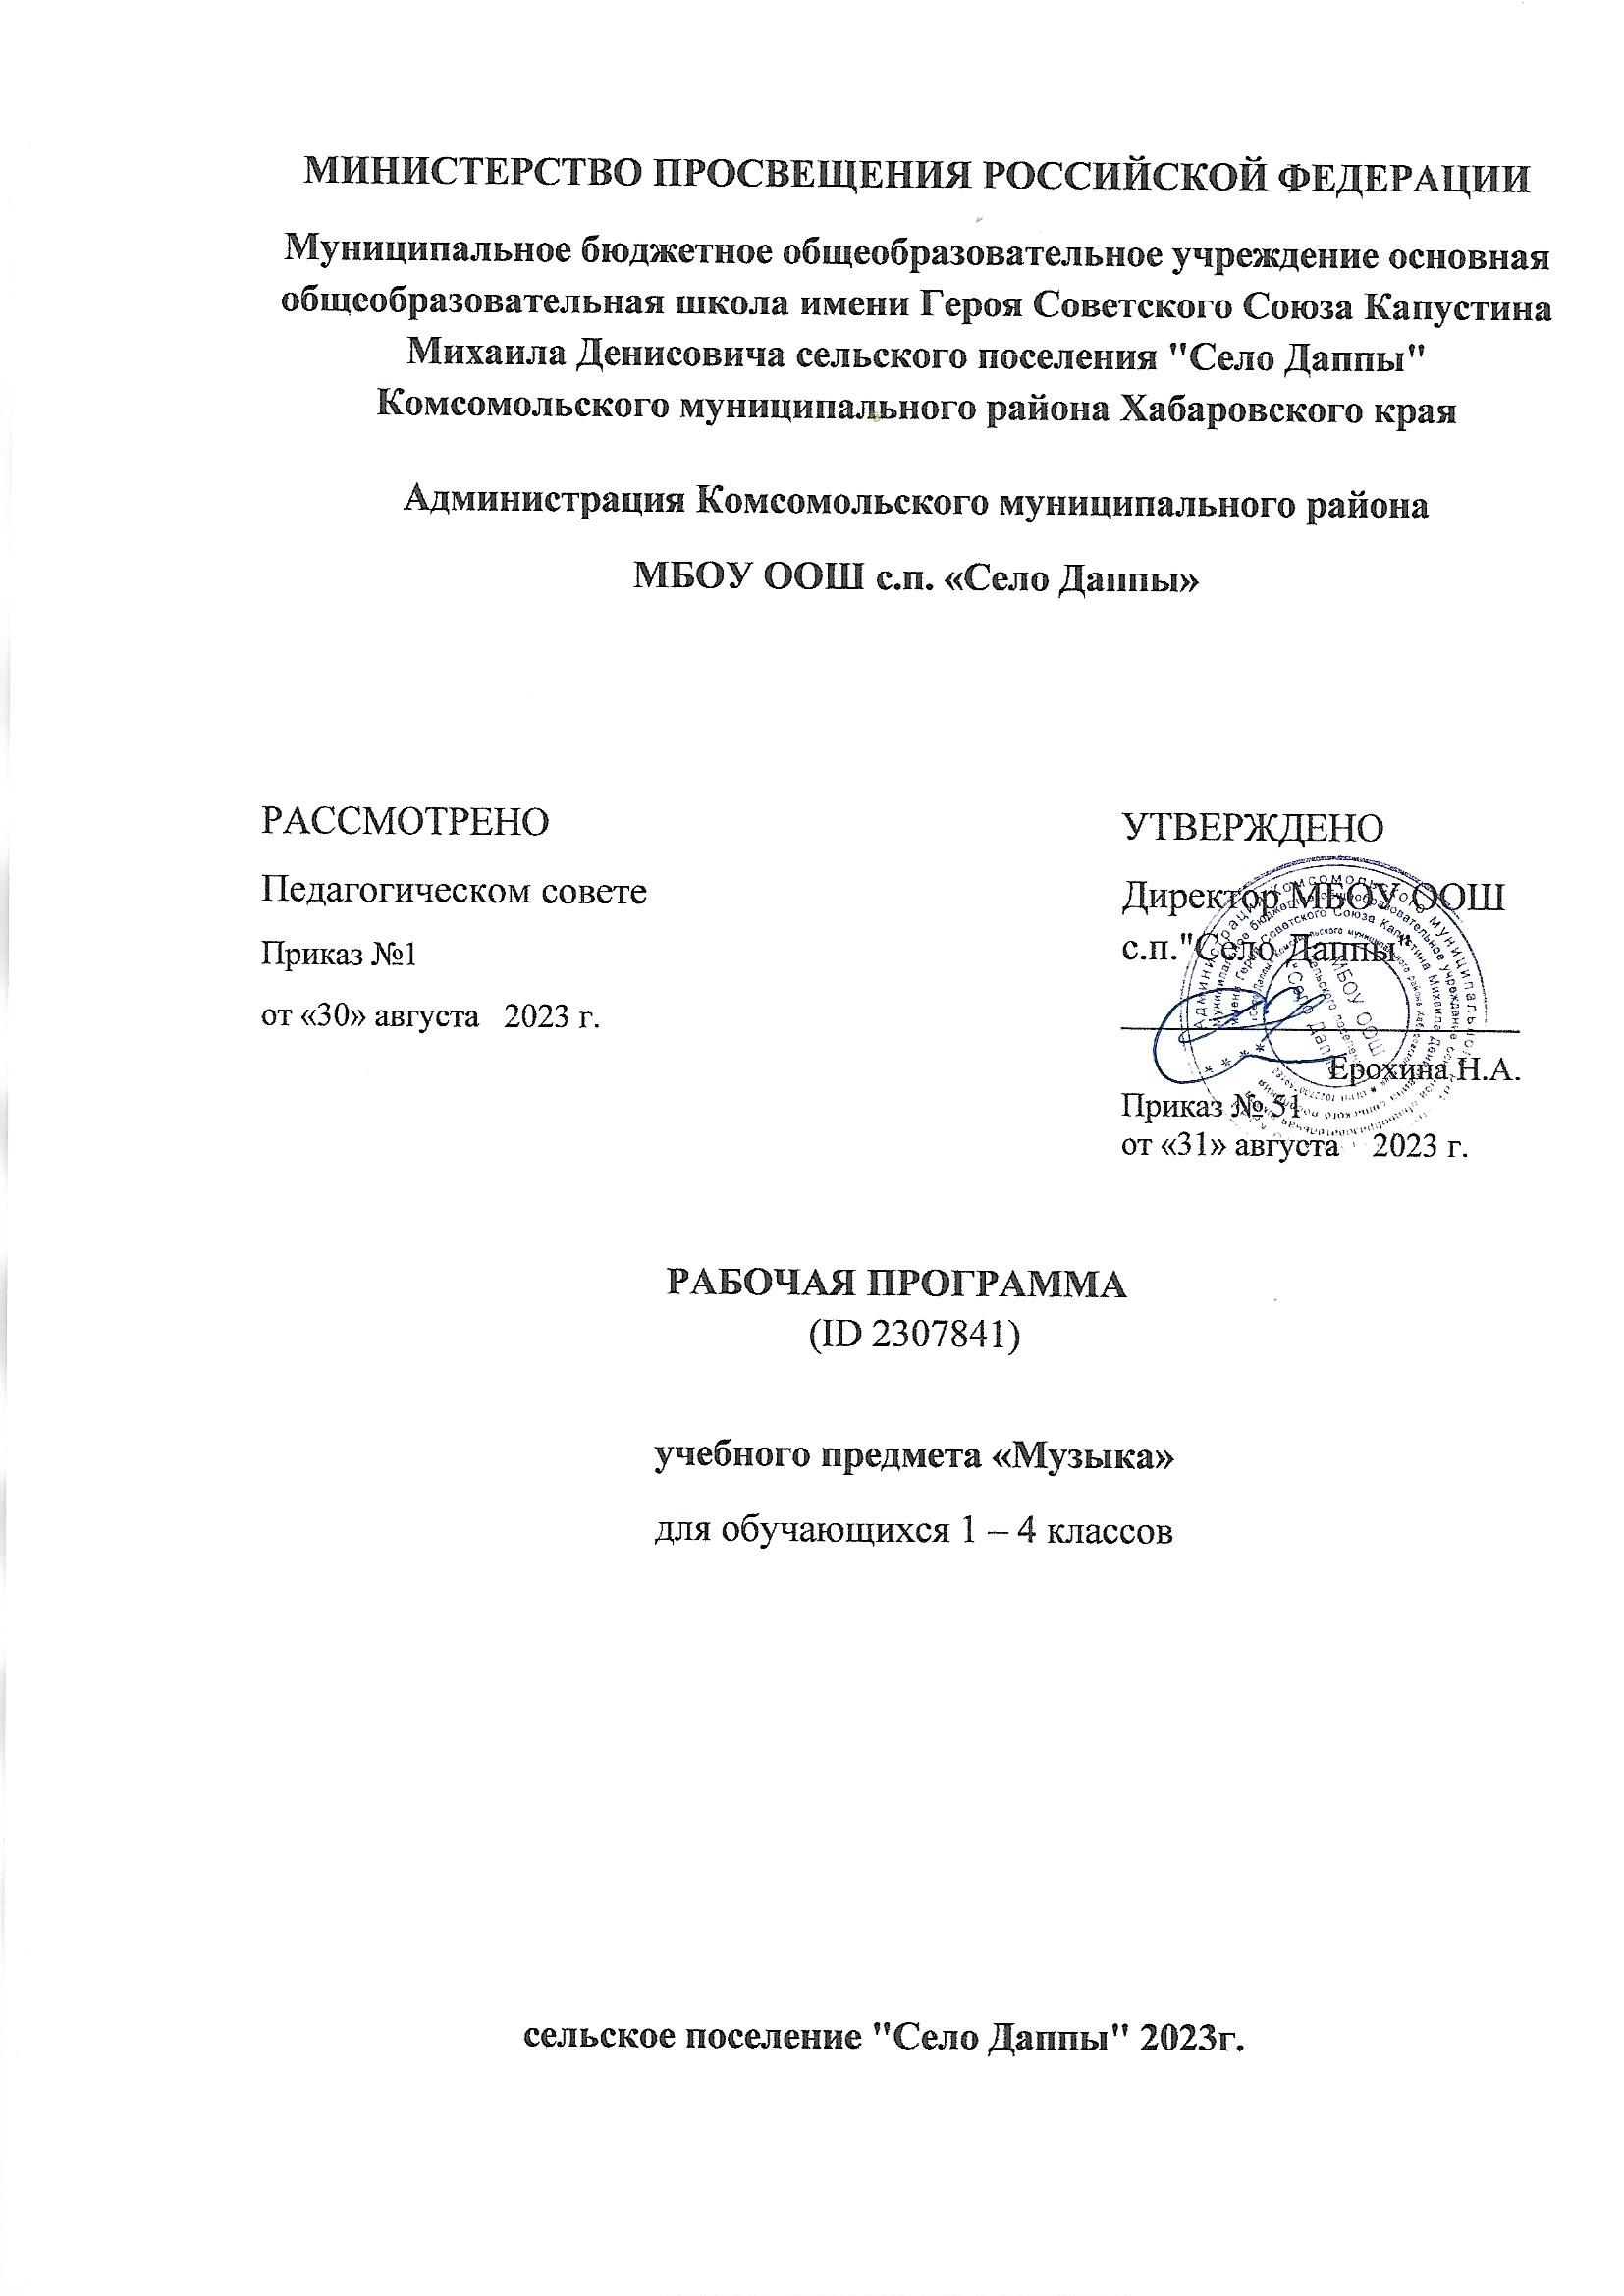 МИНИСТЕРСТВО ПРОСВЕЩЕНИЯ РОССИЙСКОЙ ФЕДЕРАЦИИ
Муниципальное бюджетное общеобразовательное учреждение основная
общеобразовательная школа имени Героя Советского Союза Капустина
Михаила Денисовича сельского поселения "Село Даппы"
Комсомольского муниципального района Хабаровского края
Администрация Комсомольского муниципального района
МБОУ ООШ с.п. «Село Даппы»
РАССМОТРЕНО
Педагогическом совете
Приказ №1
от «30» августа 2023 г.
УТВЕРЖДЕНО
Директор МБОУ ООШ
с.п."Село Даппы"
Ерохина Н.А.
Приказ № 51
от «31» августа 2023 г.
РАБОЧАЯ ПРОГРАММА
(ID 2307841)
учебного предмета «Музыка»
для обучающихся 1 – 4 классов
сельское поселение "Село Даппы" 2023г.